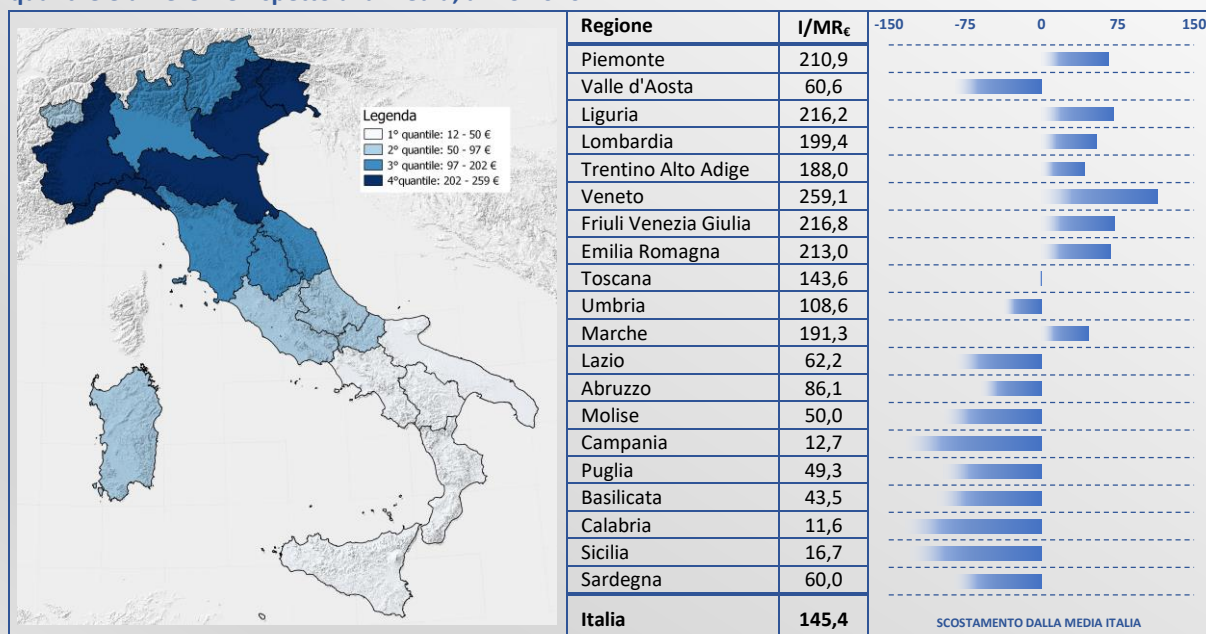 Regione I/MR€ -150 -75 0 75 150
Piemonte 210,9
Valle d'Aosta 60,6
Liguria 216,2
Lombardia 199,4
Trentino Alto Adige 188,0
Veneto 259,1
Friuli Venezia Giulia 216,8
Emilia Romagna 213,0
Toscana 143,6
Umbria 108,6
Marche 191,3
Lazio 62,2
Abruzzo 86,1
Molise 50,0
Campania 12,7
Puglia 49,3
Basilicata 43,5
Calabria 11,6
Sicilia 16,7
Sardegna 60,0
Italia 145,4 SCOSTAMENTO DALLA MEDIA ITALIA
Legenda
1° quantile: 12 - 50 €
2° quantile: 50 - 97 €
3° quantile: 97 - 202 €
4°quantile: 202 - 259 €